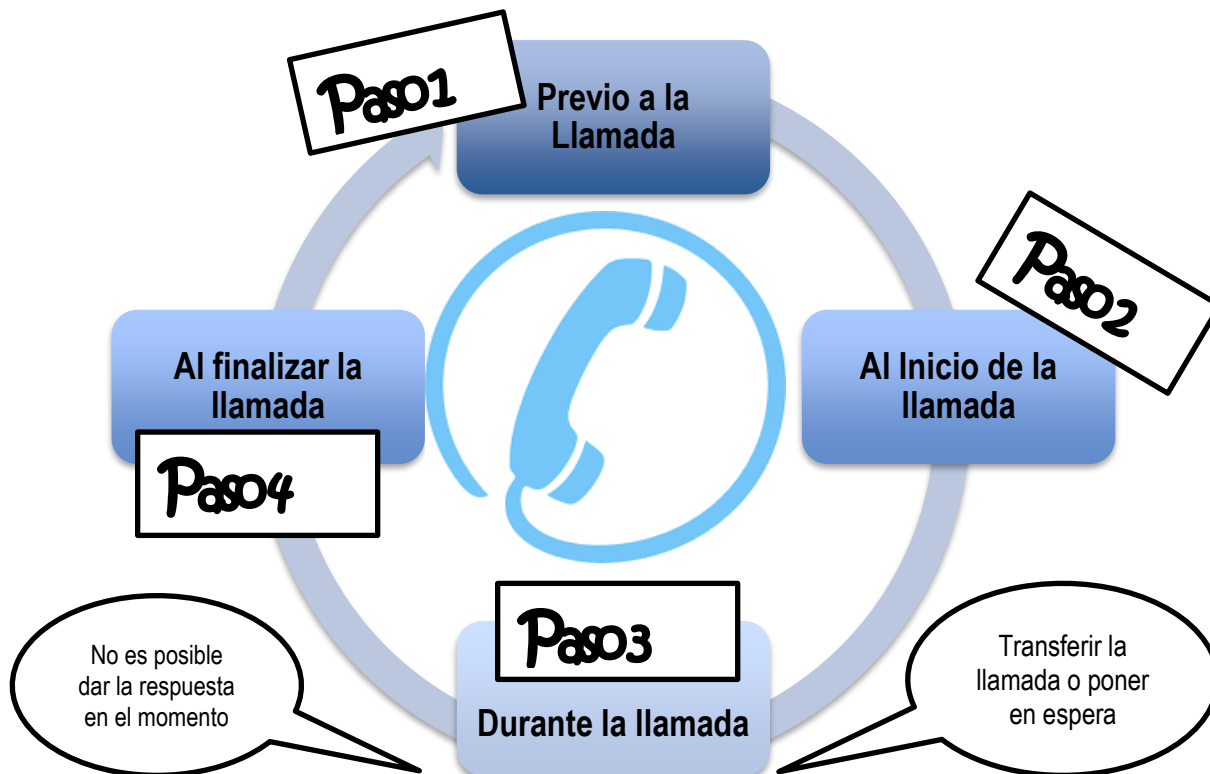 Paso1
Previo a la
Llamada
Paso2
Al Inicio de la
llamada
Paso3
Durante la llamada
Transferir la
llamada o poner
en espera
No es posible
dar la respuesta
en el momento
Al finalizar la
llamada
Paso4